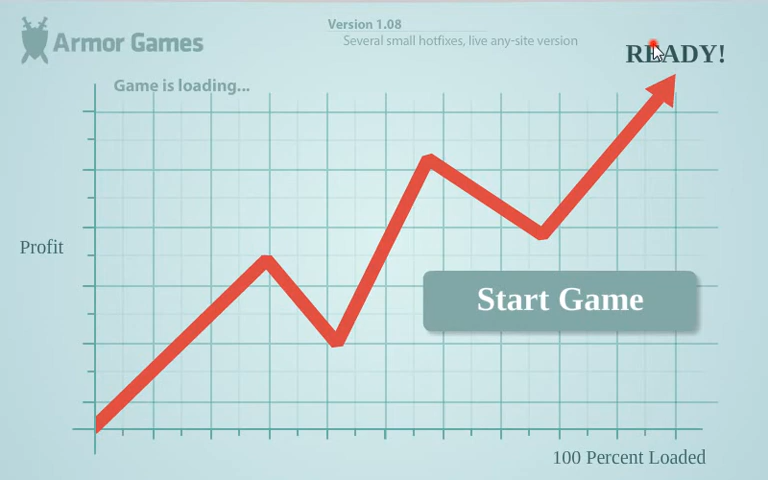 Version 1.08
Armor Games
Several small hotfixes, live any-site version
READY!
Game is loading...
Profit
Start Game
100 Percent Loaded